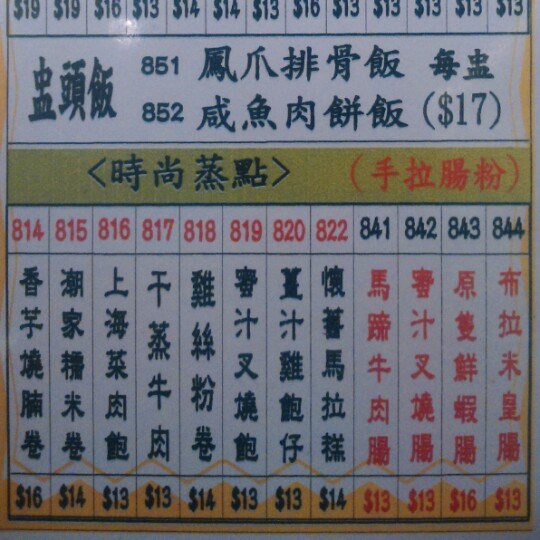 $19 $19 $16 $13 $14 $14 $13 $16 $13 $13 $13 $13
盅頭飯
851 鳳爪排骨飯 每盅
852 咸魚肉餅飯 ($17)
<時尚蒸點> (手拉腸粉)
814 815 816 817 818 819 820 822 841 842 843 844
香芋燒腩卷
潮家糯米卷
上海菜肉飽
干蒸牛肉
雞絲粉卷
蜜汁叉燒飽
薑汁雞飽仔
懷舊馬拉糕
馬蹄牛肉腸
蜜汁叉燒腸
原隻鮮蝦腸
布拉米皇腸
$16 $14 $13 $13 $14 $13 $13 $14 $13 $13 $16 $13